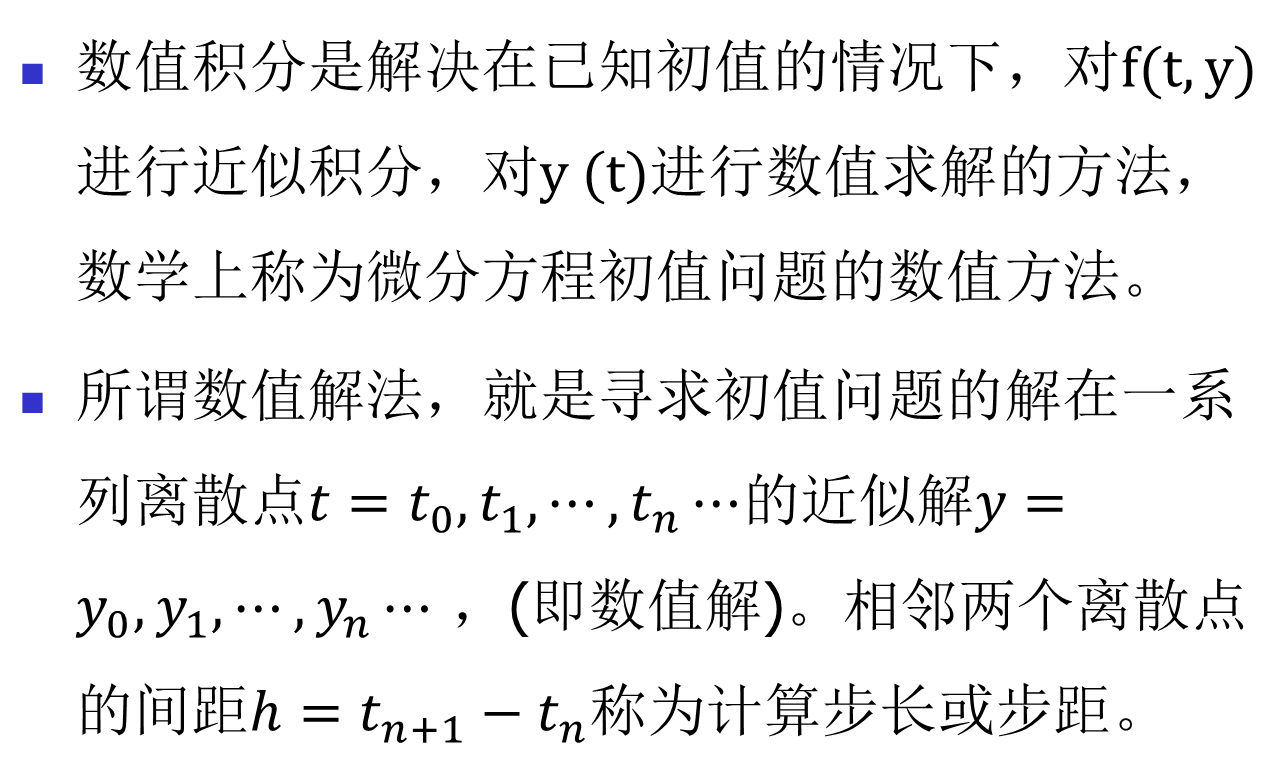 ▪ 数值积分是解决在已知初值的情况下，对f(t, y)
进行近似积分，对y (t)进行数值求解的方法，
数学上称为微分方程初值问题的数值方法。
▪ 所谓数值解法，就是寻求初值问题的解在一系
列离散点t = t₀, t₁, ⋯ , tₙ ⋯的近似解y =
y₀, y₁, ⋯ , yₙ ⋯ ，(即数值解)。相邻两个离散点
的间距h = tₙ₊₁ − tₙ称为计算步长或步距。